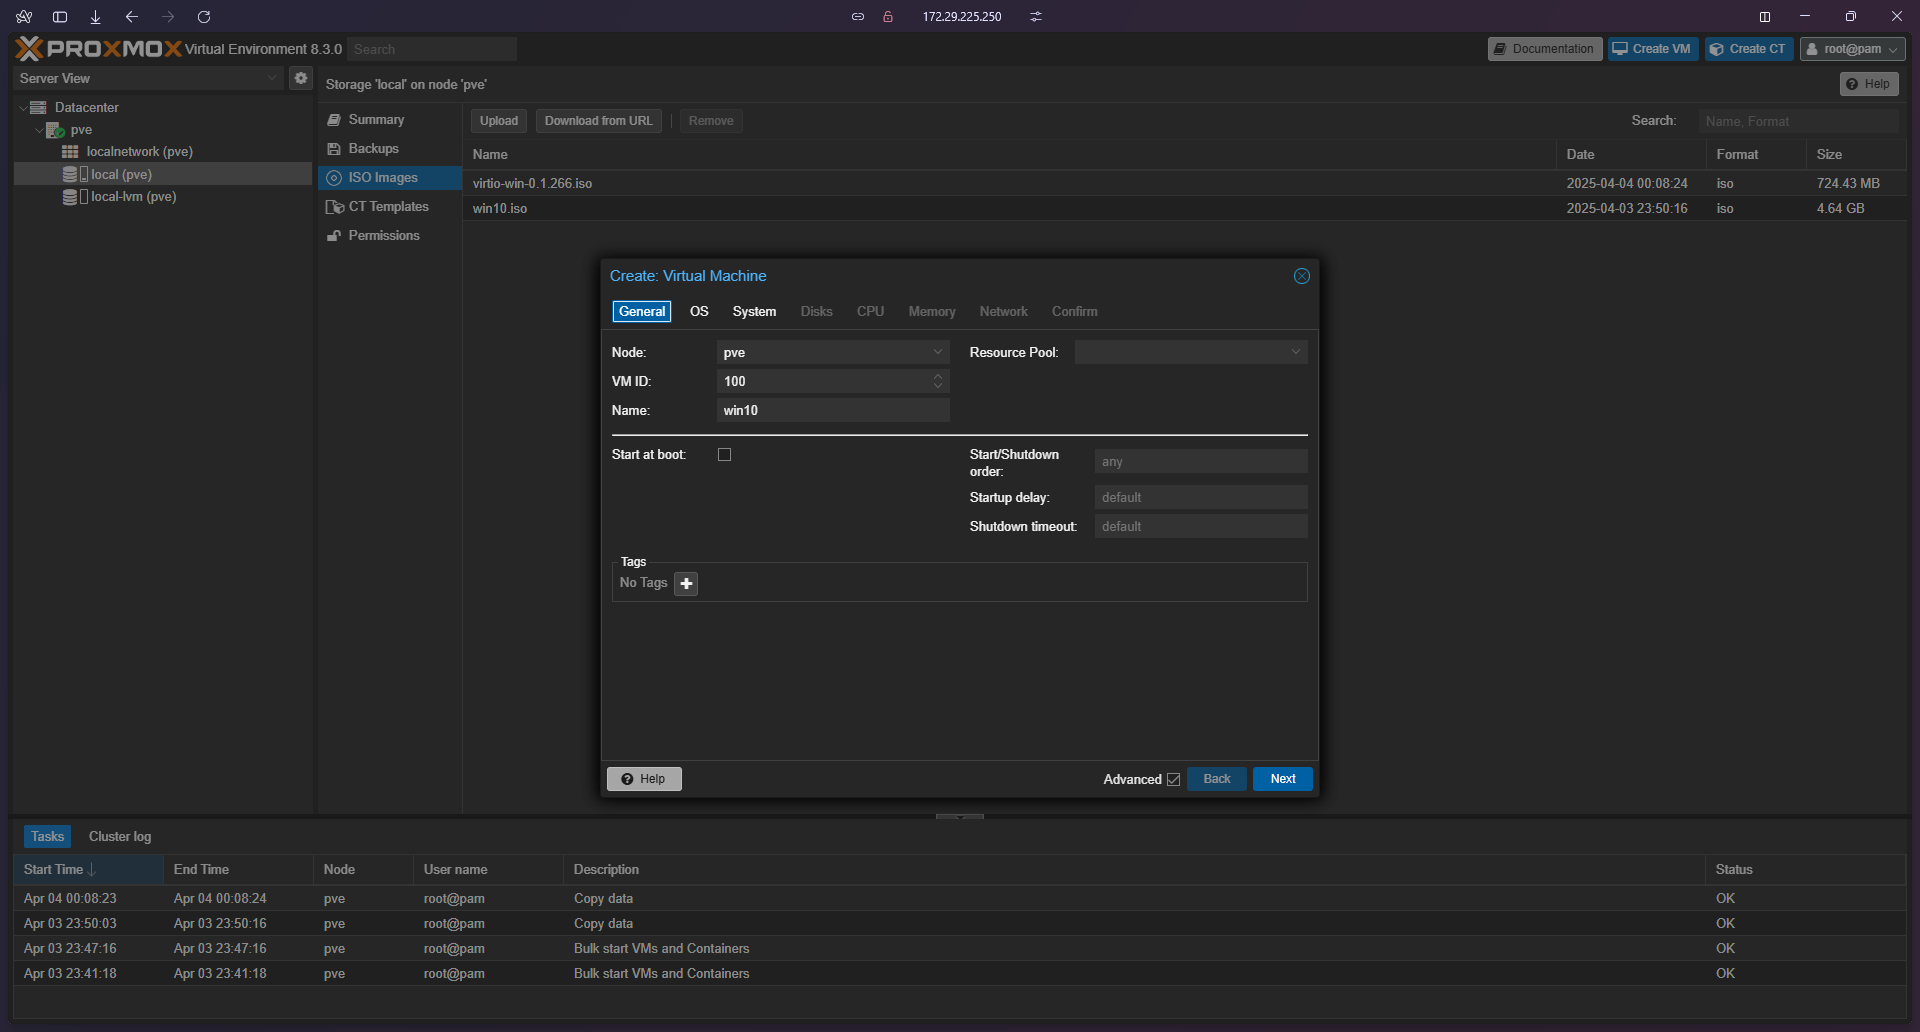 172.29.225.250
PROXMOX Virtual Environment 8.3.0 Search
Documentation Create VM Create CT root@pam
Server View
Storage 'local' on node 'pve'
Help
Datacenter
pve
localnetwork (pve)
local (pve)
local-lvm (pve)
Summary
Backups
ISO Images
CT Templates
Permissions
Upload Download from URL Remove Search: Name, Format
Name Date Format Size
virtio-win-0.1.266.iso 2025-04-04 00:08:24 iso 724.43 MB
win10.iso 2025-04-03 23:50:16 iso 4.64 GB
Create: Virtual Machine
General OS System Disks CPU Memory Network Confirm
Node: pve Resource Pool:
VM ID: 100
Name: win10
Start at boot:
Start/Shutdown
order: any
Startup delay: default
Shutdown timeout: default
Tags
No Tags
Help Advanced Back Next
Tasks Cluster log
Start Time End Time Node User name Description Status
Apr 04 00:08:23 Apr 04 00:08:24 pve root@pam Copy data OK
Apr 03 23:50:03 Apr 03 23:50:16 pve root@pam Copy data OK
Apr 03 23:47:16 Apr 03 23:47:16 pve root@pam Bulk start VMs and Containers OK
Apr 03 23:41:18 Apr 03 23:41:18 pve root@pam Bulk start VMs and Containers OK